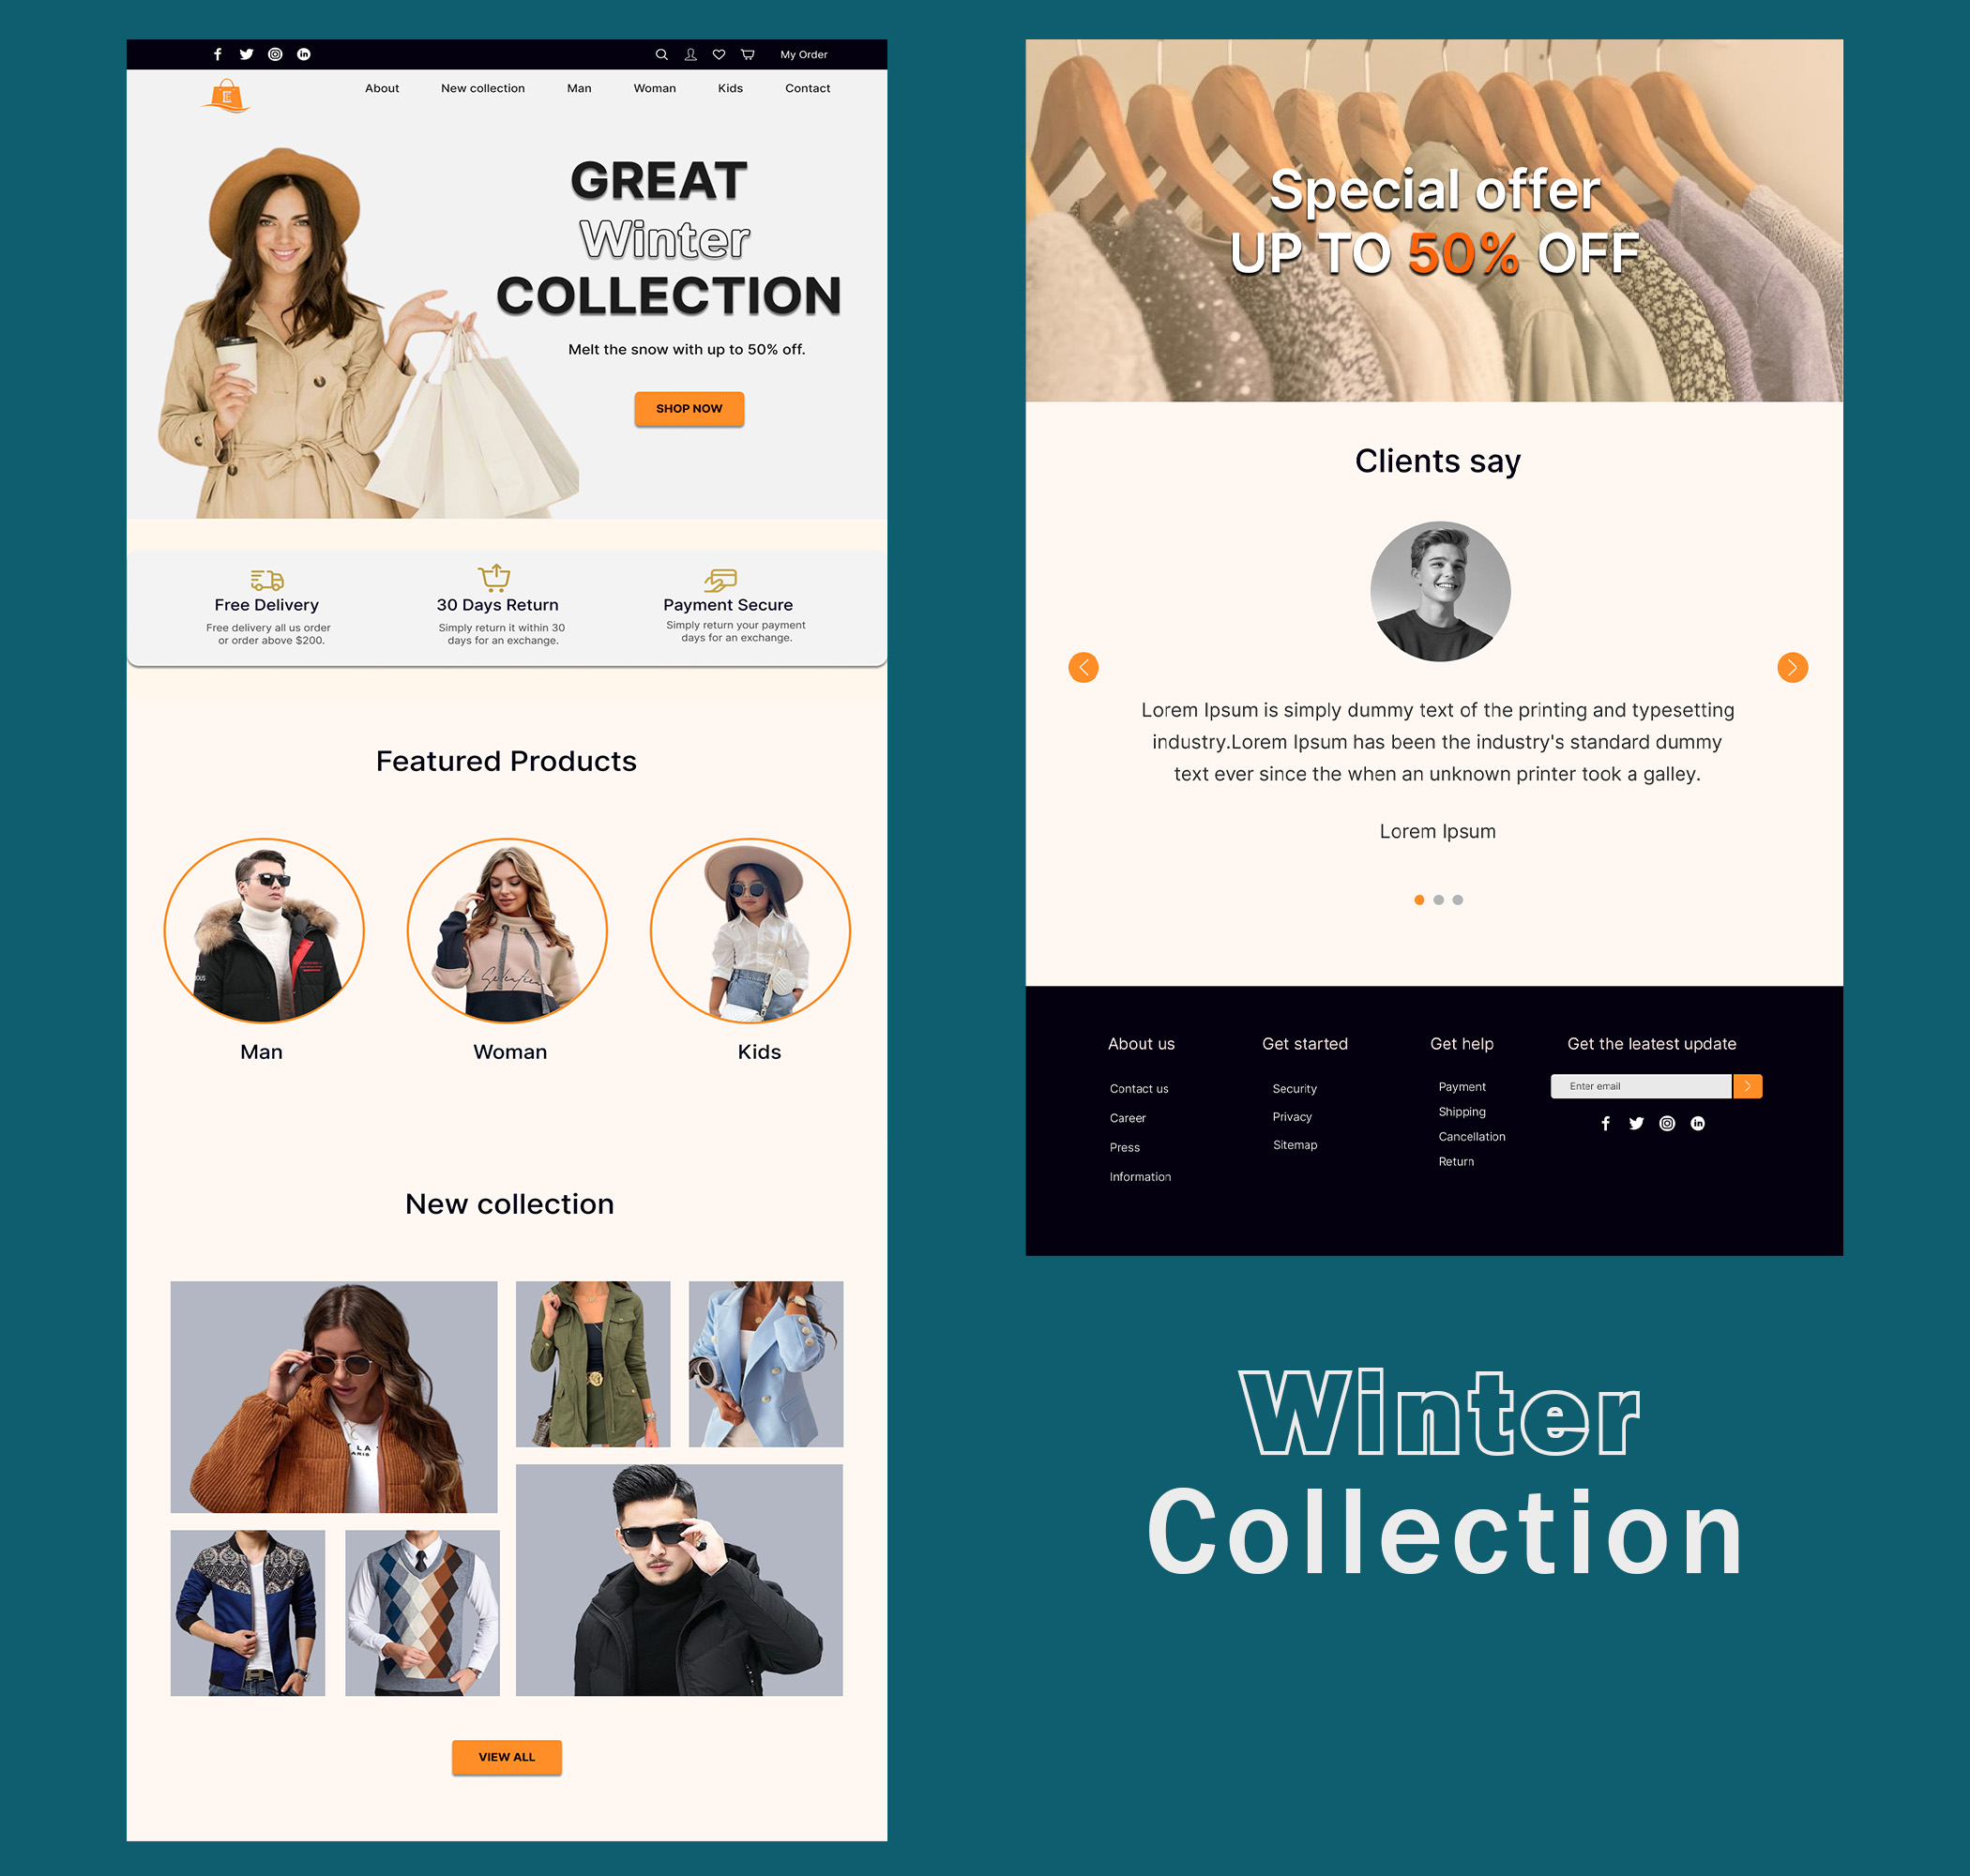 My Order
E
About New collection Man Woman Kids Contact
GREAT
Winter
COLLECTION
Melt the snow with up to 50% off.
SHOP NOW
Free Delivery
Free delivery all us order
or order above $200.
30 Days Return
Simply return it within 30
days for an exchange.
Payment Secure
Simply return your payment
days for an exchange.
Featured Products
Man
Woman
Kids
New collection
LA
ARIS
VIEW ALL
Special offer
UP TO 50% OFF
Clients say
Lorem Ipsum is simply dummy text of the printing and typesetting
industry.Lorem Ipsum has been the industry's standard dummy
text ever since the when an unknown printer took a galley.
Lorem Ipsum
About us
Contact us
Career
Press
Information
Get started
Security
Privacy
Sitemap
Get help
Payment
Shipping
Cancellation
Return
Get the leatest update
Enter email
Winter
Collection